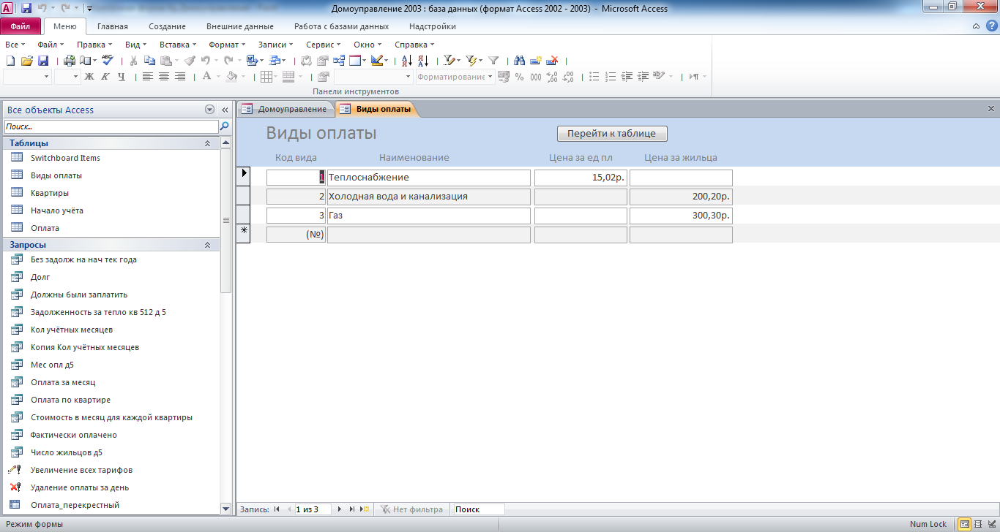 Домоуправление 2003 : база данных (формат Access 2002 - 2003) - Microsoft Access
Файл Меню Главная Создание Внешние данные Работа с базами данных Надстройки
Все Файл Правка Вид Вставка Формат Записи Сервис Окно Справка
Ж К Ч А Форматирование % 000
Панели инструментов
Все объекты Access
Поиск...
Таблицы
Switchboard Items
Виды оплаты
Квартиры
Начало учёта
Оплата
Запросы
Без задолж на нач тек года
Долг
Должны были заплатить
Задолженность за тепло кв 512 д 5
Кол учётных месяцев
Копия Кол учётных месяцев
Мес опл д5
Оплата за месяц
Оплата по квартире
Стоимость в месяц для каждой квартиры
Фактически оплачено
Число жильцов д5
Увеличение всех тарифов
Удаление оплаты за день
Оплата_перекрестный
Домоуправление Виды оплаты
Виды оплаты Перейти к таблице
Код вида Наименование Цена за ед пл Цена за жильца
1 Теплоснабжение 15,02р.
2 Холодная вода и канализация 200,20р.
3 Газ 300,30р.
(№)
Запись: 1 из 3 Нет фильтра Поиск
Режим формы Num Lock